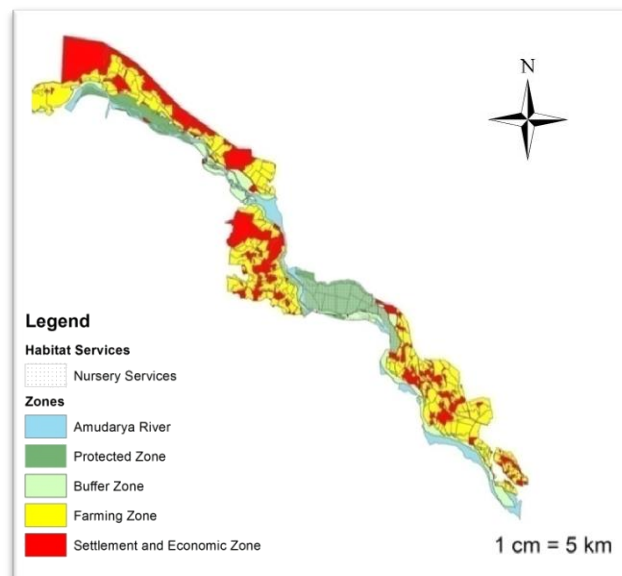 N
Legend
Habitat Services
Nursery Services
Zones
Amudarya River
Protected Zone
Buffer Zone
Farming Zone
Settlement and Economic Zone
1 cm = 5 km